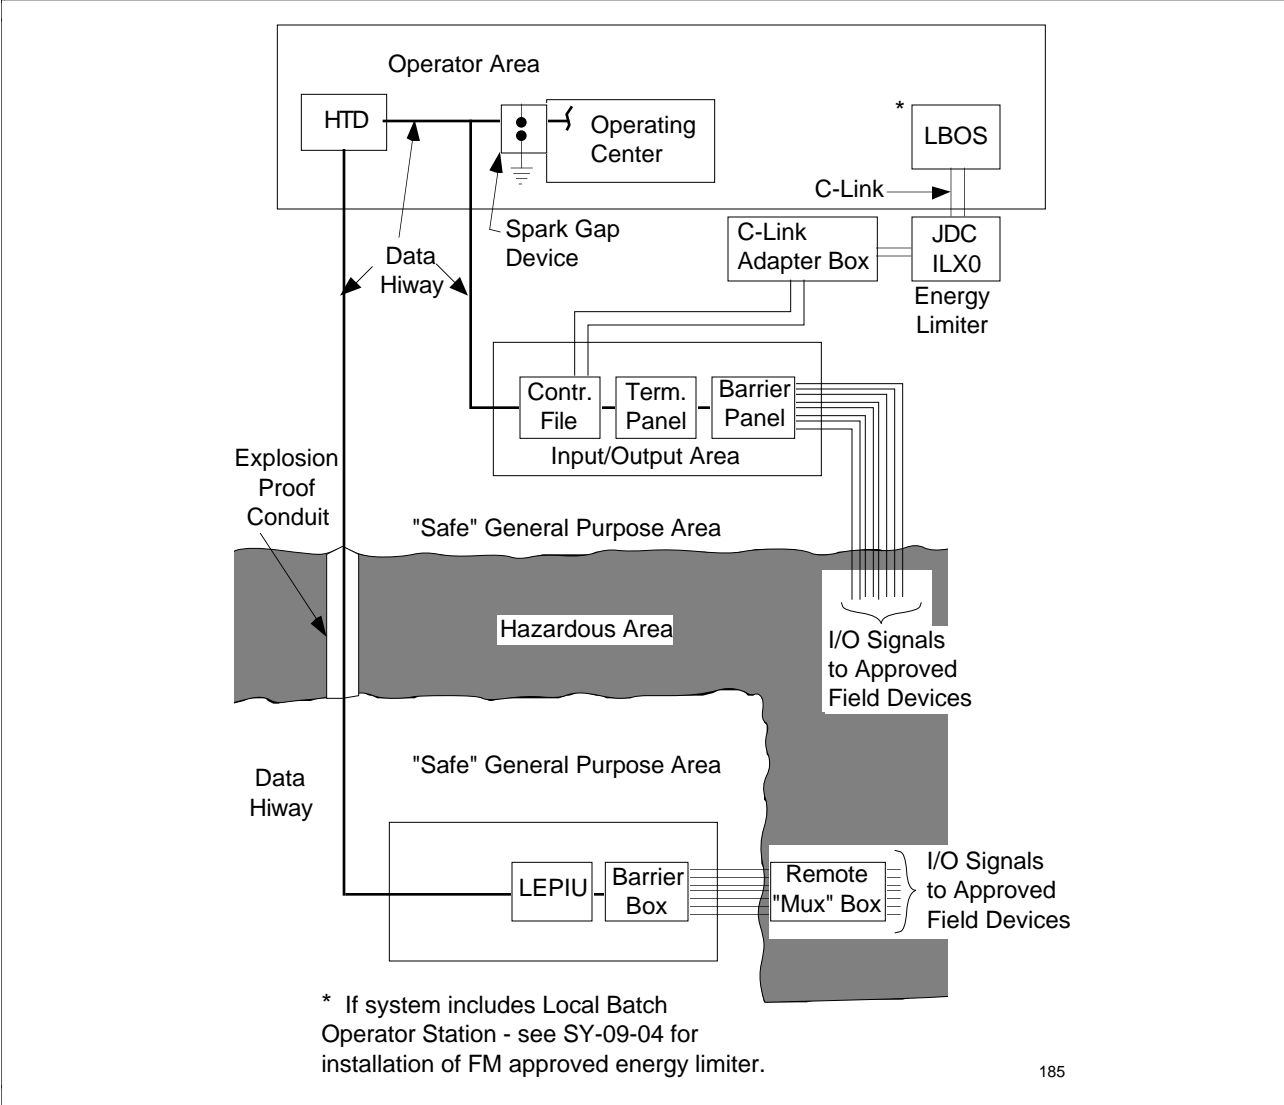 Operator Area
HTD
Operating
Center
*
LBOS
C-Link
Spark Gap
Device
Data
Hiway
C-Link
Adapter Box
JDC
ILX0
Energy
Limiter
Contr.
File
Term.
Panel
Barrier
Panel
Input/Output Area
Explosion
Proof
Conduit
"Safe" General Purpose Area
Hazardous Area
I/O Signals
to Approved
Field Devices
"Safe" General Purpose Area
Data
Hiway
LEPIU
Barrier
Box
Remote
"Mux" Box
I/O Signals
to Approved
Field Devices
* If system includes Local Batch
Operator Station - see SY-09-04 for
installation of FM approved energy limiter.
185